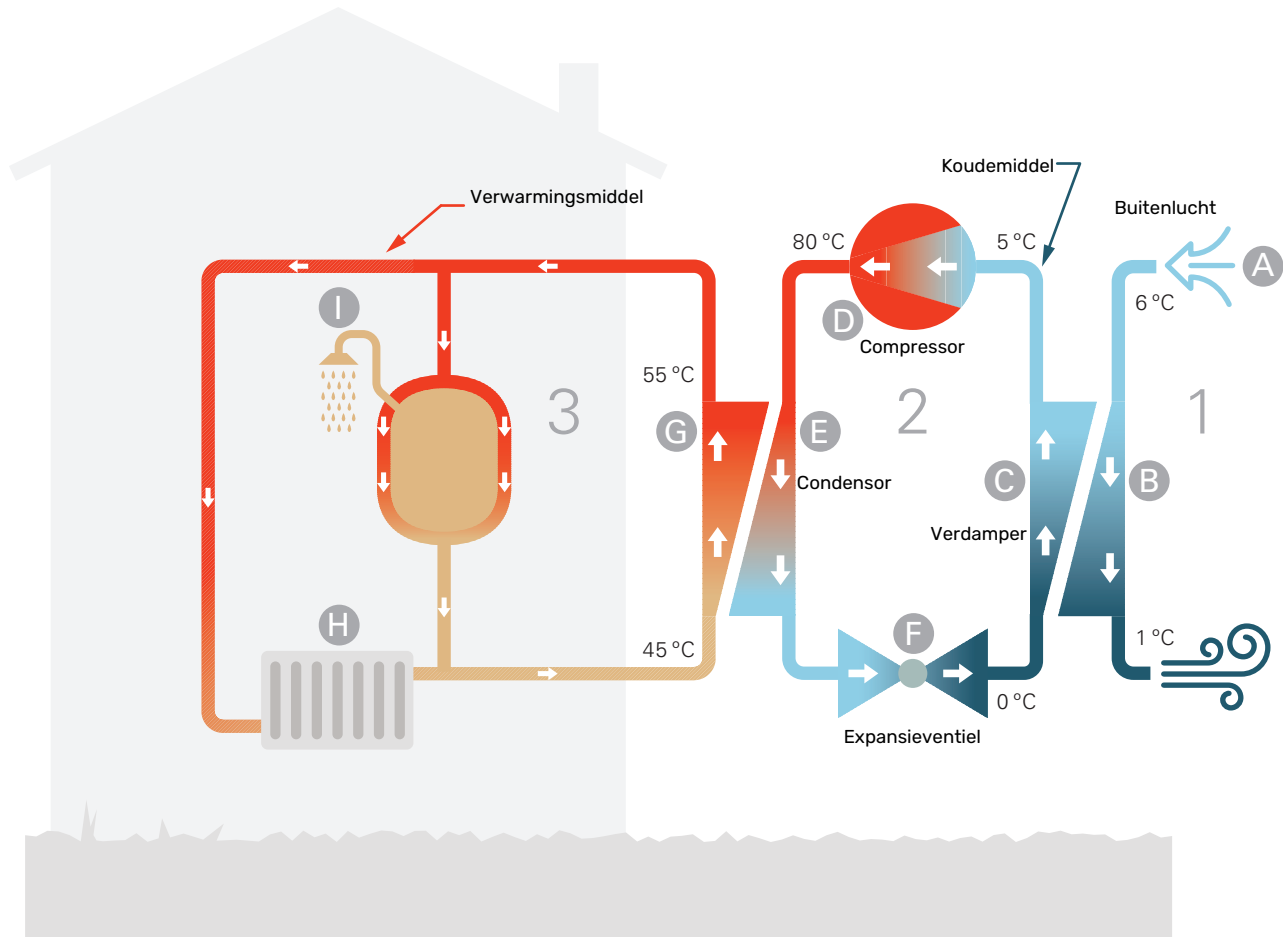 Koudemiddel
Verwarmingsmiddel
Buitenlucht
80 °C
5 °C
A
6 °C
I
D
Compressor
55 °C
3
2
1
G
E
Condensor
C
B
Verdamper
H
F
45 °C
1 °C
0 °C
Expansieventiel